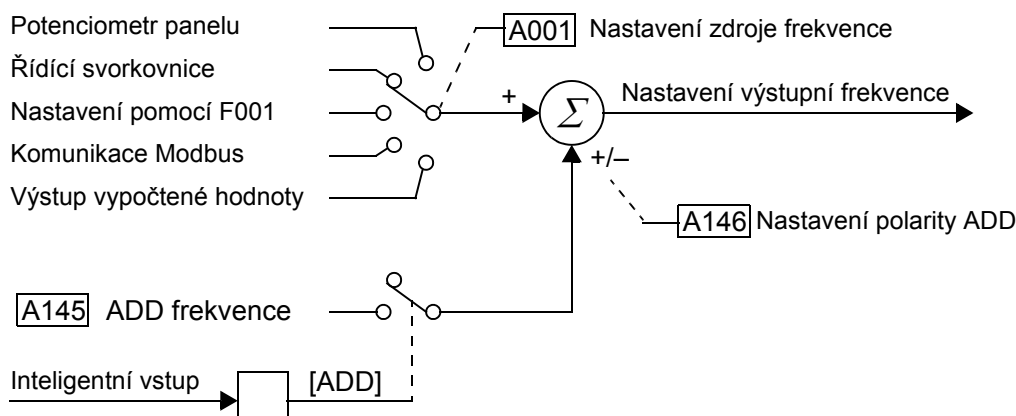 Potenciometr panelu
A001 Nastavení zdroje frekvence
Řídící svorkovnice
Nastavení pomocí F001
+
Σ
Nastavení výstupní frekvence
Komunikace Modbus
+/–
Výstup vypočtené hodnoty
A146 Nastavení polarity ADD
A145 ADD frekvence
Inteligentní vstup
[ADD]